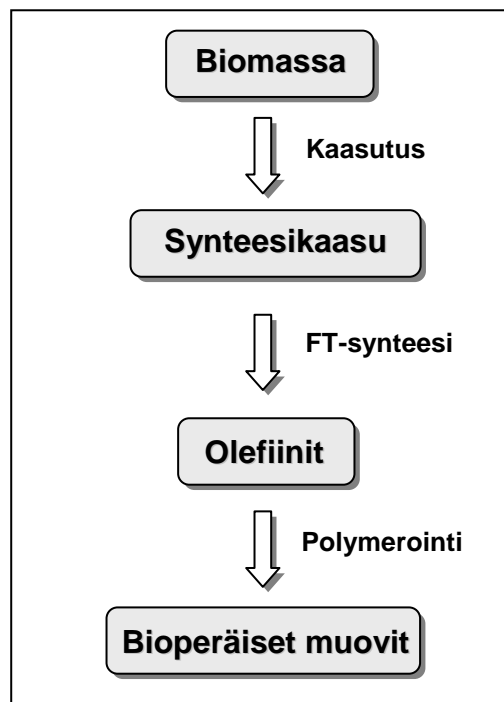 Biomassa
Kaasutus
Synteesikaasu
FT-synteesi
Olefiinit
Polymerointi
Bioperäiset muovit